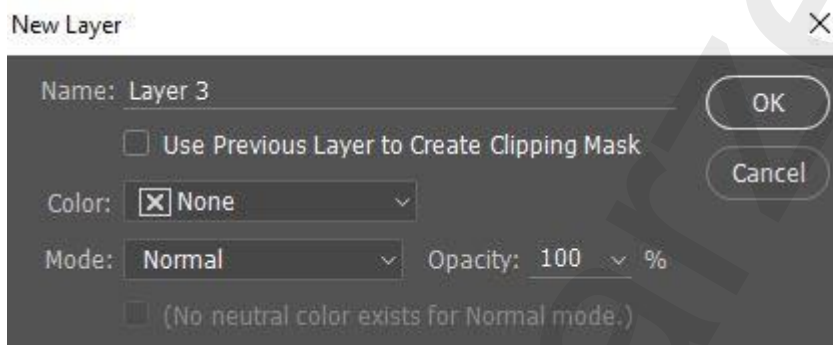 New Layer
Name: Layer 3
OK
Use Previous Layer to Create Clipping Mask
Cancel
Color: None
Mode: Normal Opacity: 100 %
(No neutral color exists for Normal mode.)